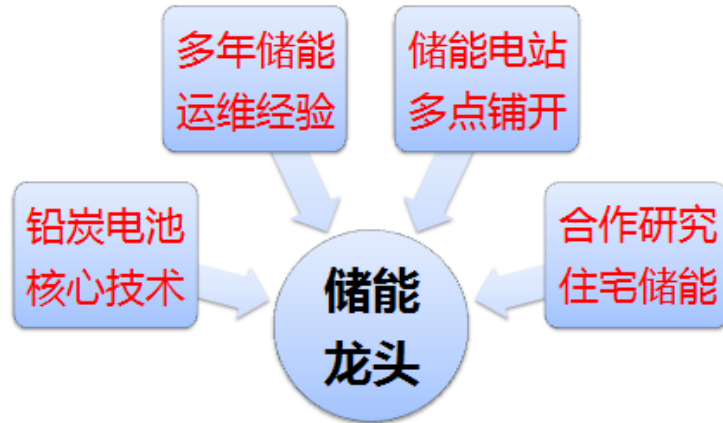 多年储能
运维经验
储能电站
多点铺开
铅炭电池
核心技术
合作研究
住宅储能
储能
龙头